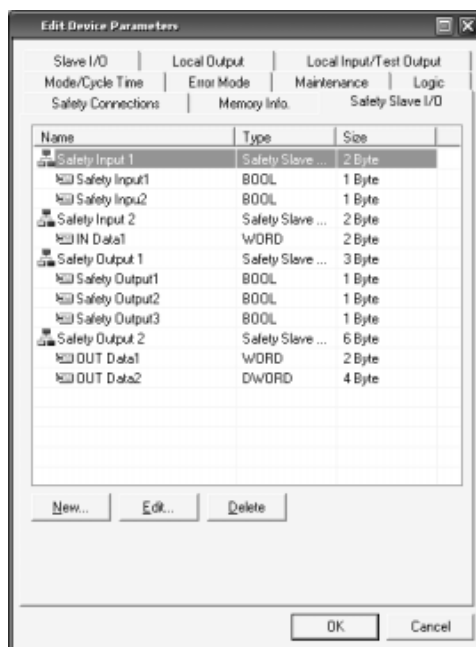 Edit Device Parameters
Slave I/O Local Output Local Input/Test Output
Mode/Cycle Time Error Mode Maintenance Logic
Safety Connections Memory Info. Safety Slave I/O
Name Type Size
Safety Input 1 Safety Slave ... 2 Byte
Safety Input1 BOOL 1 Byte
Safety Inpu2 BOOL 1 Byte
Safety Input 2 Safety Slave ... 2 Byte
IN Data1 WORD 2 Byte
Safety Output 1 Safety Slave ... 3 Byte
Safety Output1 BOOL 1 Byte
Safety Output2 BOOL 1 Byte
Safety Output3 BOOL 1 Byte
Safety Output 2 Safety Slave ... 6 Byte
OUT Data1 WORD 2 Byte
OUT Data2 DWORD 4 Byte
New... Edit... Delete
OK Cancel